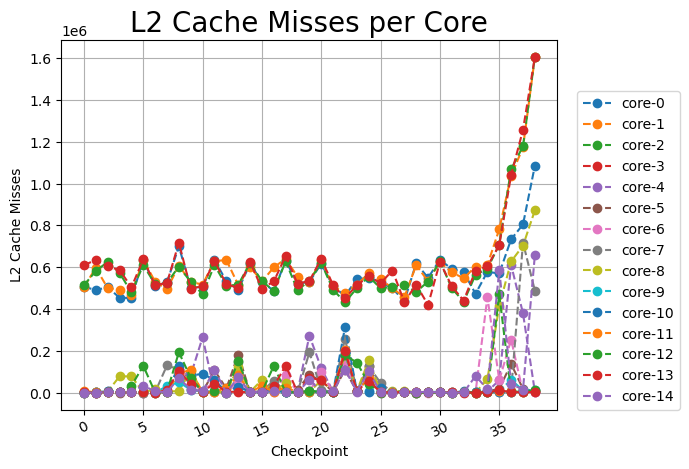 L2 Cache Misses per Core
1e6
1.6
1.4
1.2
1.0
0.8
0.6
0.4
0.2
0.0
L2 Cache Misses
0 5 10 15 20 25 30 35
Checkpoint
core-0
core-1
core-2
core-3
core-4
core-5
core-6
core-7
core-8
core-9
core-10
core-11
core-12
core-13
core-14